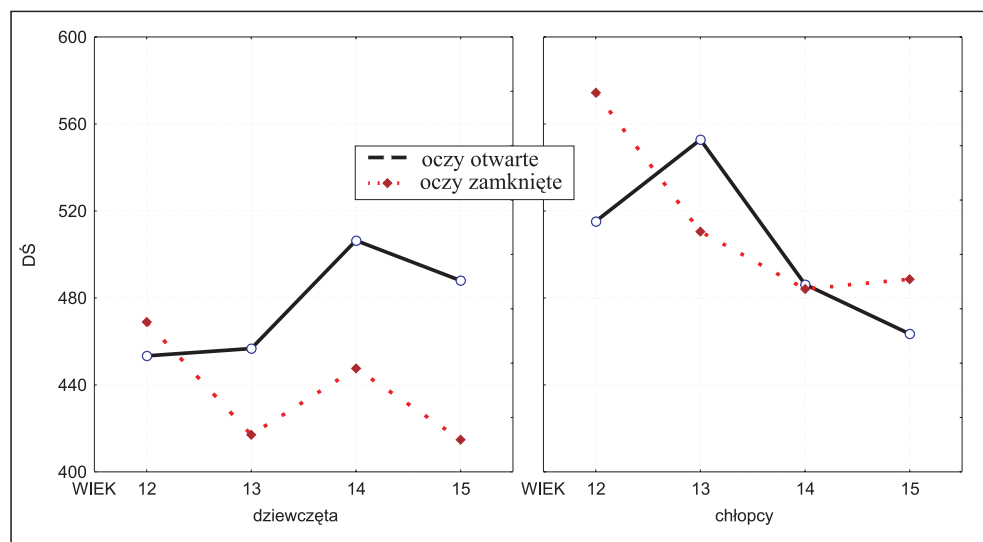 600
560
520
480
440
400
DŚ
oczy otwarte
oczy zamknięte
WIEK 12 13 14 15
dziewczęta
WIEK 12 13 14 15
chłopcy